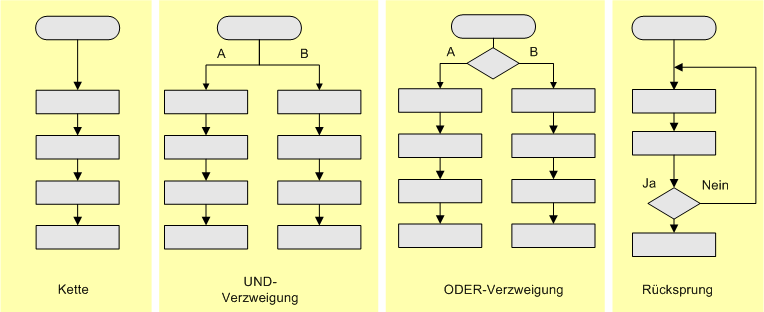 A
B
A
B
Ja
Nein
Kette
UND-
Verzweigung
ODER-Verzweigung
Rücksprung